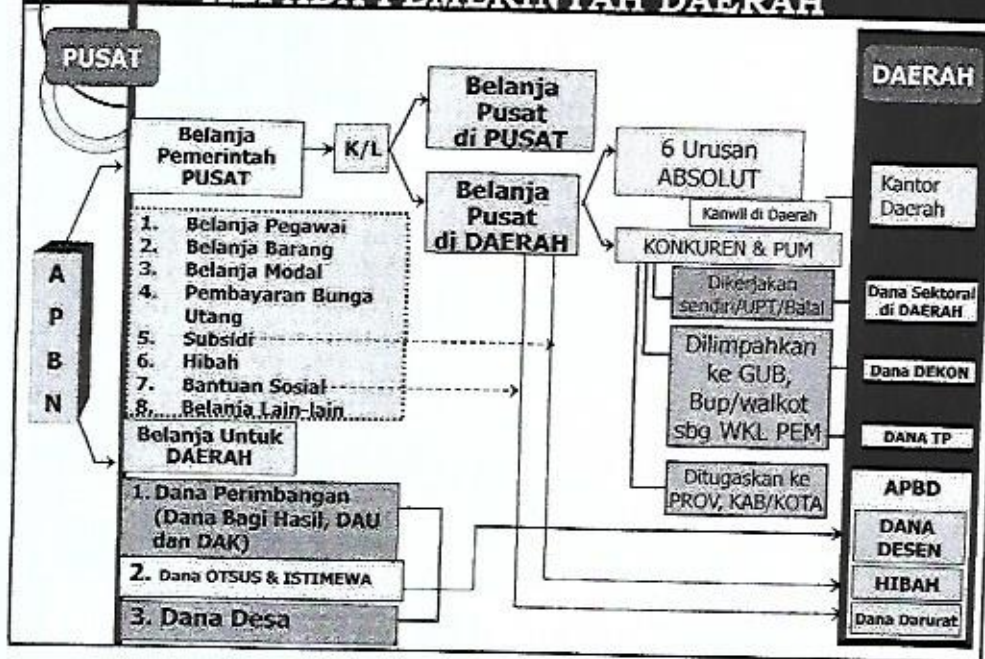 KEPADA PEMERINTAH DAERAH
PUSAT
DAERAH
A
P
B
N
Belanja
Pemerintah
PUSAT
K/L
Belanja
Pusat
di PUSAT
Belanja
Pusat
di DAERAH
6 Urusan
ABSOLUT
Kanwil di Daerah
KONKUREN & PUM
Dikerjakan
sendiri/UPT/Balai
Dilimpahkan
ke GUB,
Bup/walkot
sbg WKL PEM
Ditugaskan ke
PROV, KAB/KOTA
1. Belanja Pegawai
2. Belanja Barang
3. Belanja Modal
4. Pembayaran Bunga
Utang
5. Subsidi
6. Hibah
7. Bantuan Sosial
8. Belanja Lain-lain
Belanja Untuk
DAERAH
1. Dana Perimbangan
(Dana Bagi Hasil, DAU
dan DAK)
2. Dana OTSUS & ISTIMEWA
3. Dana Desa
Kantor
Daerah
Dana Sektoral
di DAERAH
Dana DEKON
DANA TP
APBD
DANA
DESEN
HIBAH
Dana Darurat